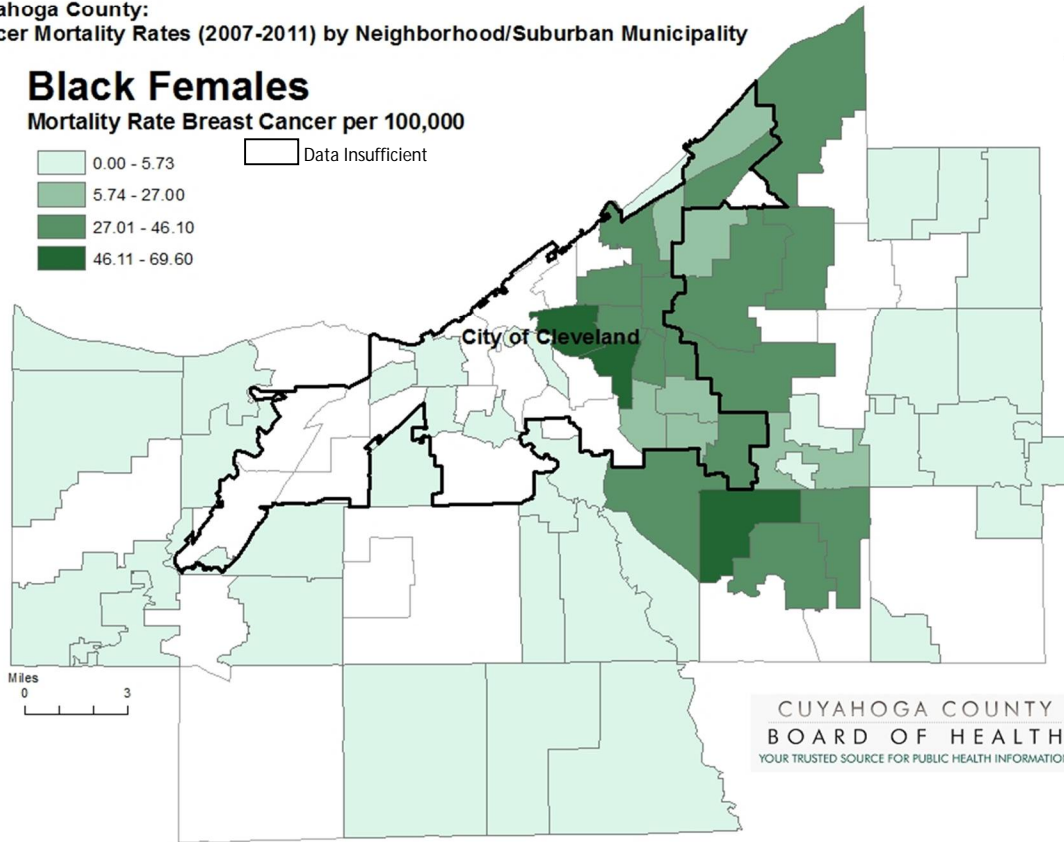 ahoga County:
cer Mortality Rates (2007-2011) by Neighborhood/Suburban Municipality
Black Females
Mortality Rate Breast Cancer per 100,000
Data Insufficient
0.00 - 5.73
5.74 - 27.00
27.01 - 46.10
46.11 - 69.60
City of Cleveland
Miles
0 3
CUYAHOGA COUNTY
BOARD OF HEALTH
YOUR TRUSTED SOURCE FOR PUBLIC HEALTH INFORMATION